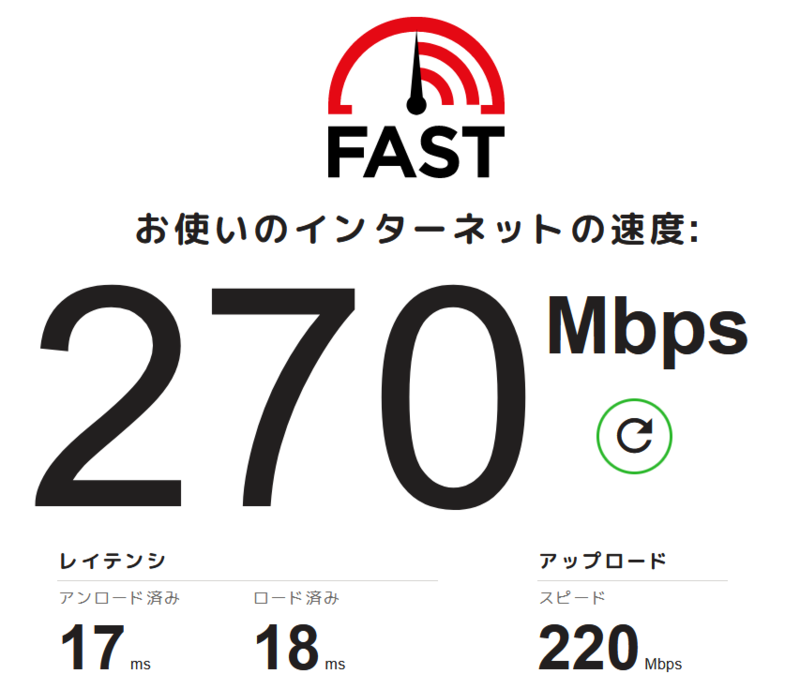 FAST
お使いのインターネットの速度:
270 Mbps
レイテンシ アップロード
アンロード済み ロード済み スピード
17 ms 18 ms 220 Mbps